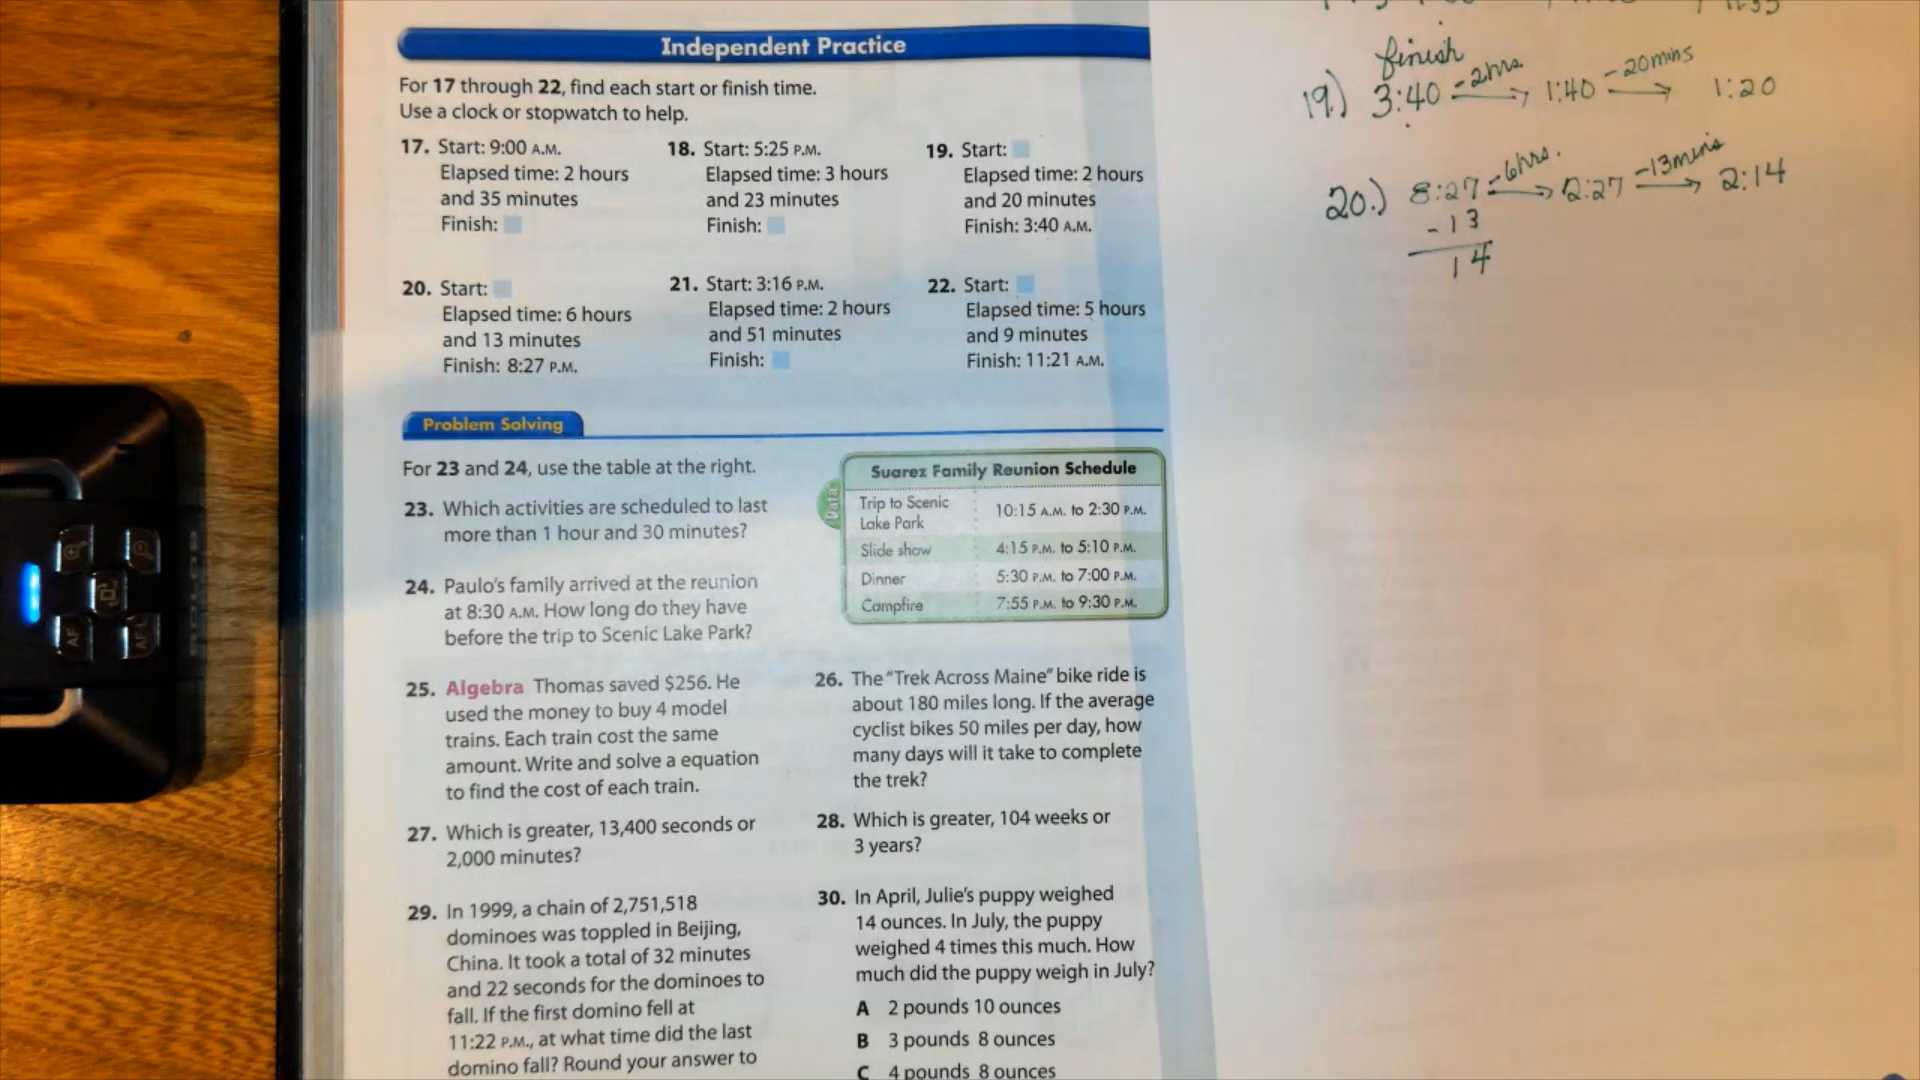 Independent Practice
For 17 through 22, find each start or finish time.
Use a clock or stopwatch to help.
17. Start: 9:00 A.M.
Elapsed time: 2 hours
and 35 minutes
Finish:
18. Start: 5:25 P.M.
Elapsed time: 3 hours
and 23 minutes
Finish:
19. Start:
Elapsed time: 2 hours
and 20 minutes
Finish: 3:40 A.M.
20. Start:
Elapsed time: 6 hours
and 13 minutes
Finish: 8:27 P.M.
21. Start: 3:16 P.M.
Elapsed time: 2 hours
and 51 minutes
Finish:
22. Start:
Elapsed time: 5 hours
and 9 minutes
Finish: 11:21 A.M.
Problem Solving
For 23 and 24, use the table at the right.
23. Which activities are scheduled to last
more than 1 hour and 30 minutes?
24. Paulo's family arrived at the reunion
at 8:30 A.M. How long do they have
before the trip to Scenic Lake Park?
Data
Suarez Family Reunion Schedule
Trip to Scenic
Lake Park
10:15 A.M. to 2:30 P.M.
Slide show 4:15 P.M. to 5:10 P.M.
Dinner 5:30 P.M. to 7:00 P.M.
Campfire 7:55 P.M. to 9:30 P.M.
25. Algebra Thomas saved $256. He
used the money to buy 4 model
trains. Each train cost the same
amount. Write and solve a equation
to find the cost of each train.
26. The "Trek Across Maine" bike ride is
about 180 miles long. If the average
cyclist bikes 50 miles per day, how
many days will it take to complete
the trek?
27. Which is greater, 13,400 seconds or
2,000 minutes?
28. Which is greater, 104 weeks or
3 years?
29. In 1999, a chain of 2,751,518
dominoes was toppled in Beijing,
China. It took a total of 32 minutes
and 22 seconds for the dominoes to
fall. If the first domino fell at
11:22 P.M., at what time did the last
domino fall? Round your answer to
30. In April, Julie's puppy weighed
14 ounces. In July, the puppy
weighed 4 times this much. How
much did the puppy weigh in July?
A 2 pounds 10 ounces
B 3 pounds 8 ounces
C 4 pounds 8 ounces
finish
19.) 3:40 -2hrs. → 1:40 -20mins → 1:20
20.) 8:27 -6hrs. → 2:27 -13mins → 2:14
-13
14
AF